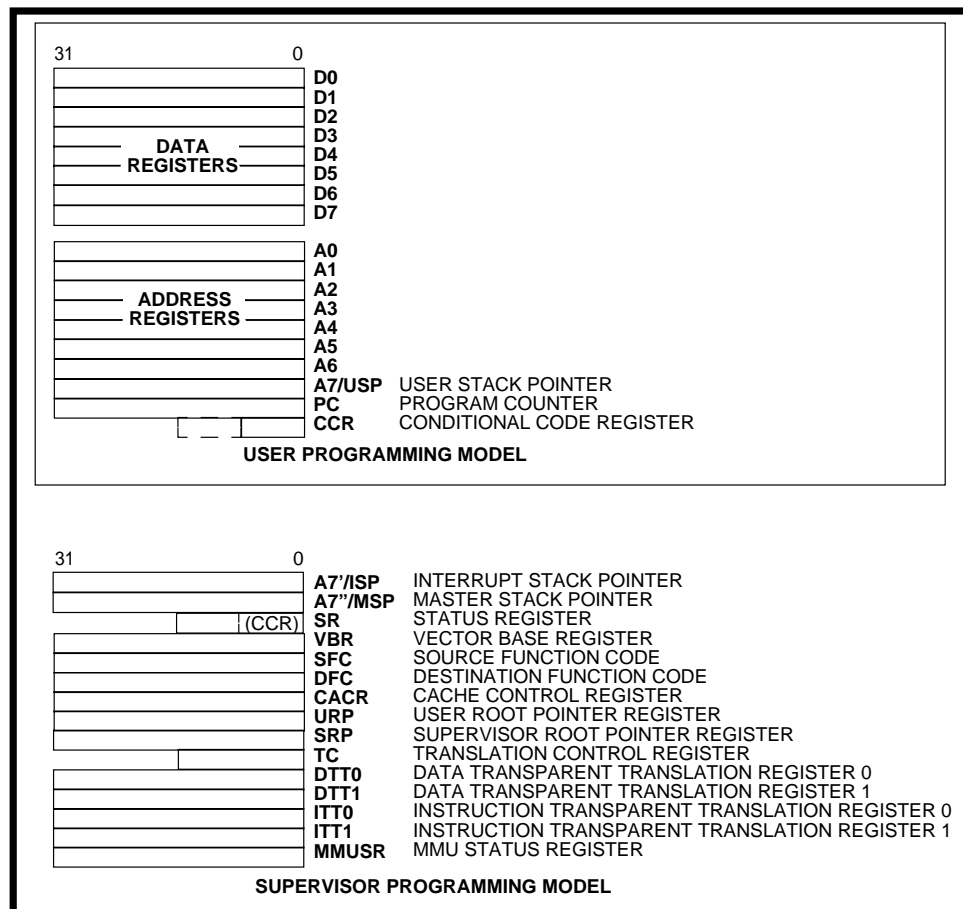 31 0
D0
D1
D2
D3
DATA D4
REGISTERS D5
D6
D7
A0
A1
A2
ADDRESS A3
REGISTERS A4
A5
A6
A7/USP USER STACK POINTER
PC PROGRAM COUNTER
CCR CONDITIONAL CODE REGISTER
USER PROGRAMMING MODEL
31 0
A7'/ISP INTERRUPT STACK POINTER
A7"/MSP MASTER STACK POINTER
(CCR) SR STATUS REGISTER
VBR VECTOR BASE REGISTER
SFC SOURCE FUNCTION CODE
DFC DESTINATION FUNCTION CODE
CACR CACHE CONTROL REGISTER
URP USER ROOT POINTER REGISTER
SRP SUPERVISOR ROOT POINTER REGISTER
TC TRANSLATION CONTROL REGISTER
DTT0 DATA TRANSPARENT TRANSLATION REGISTER 0
DTT1 DATA TRANSPARENT TRANSLATION REGISTER 1
ITT0 INSTRUCTION TRANSPARENT TRANSLATION REGISTER 0
ITT1 INSTRUCTION TRANSPARENT TRANSLATION REGISTER 1
MMUSR MMU STATUS REGISTER
SUPERVISOR PROGRAMMING MODEL